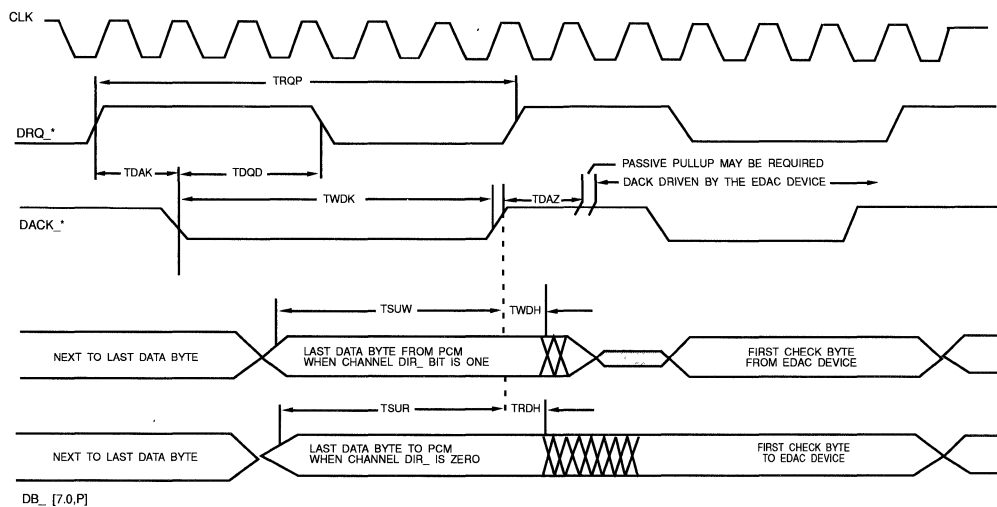 CLK
TRQP
DRQ_*
PASSIVE PULLUP MAY BE REQUIRED
TDAK
TDQD
DACK DRIVEN BY THE EDAC DEVICE
TWDK
TDAZ
DACK_*
TSUW
TWDH
NEXT TO LAST DATA BYTE
LAST DATA BYTE FROM PCM
WHEN CHANNEL DIR_ BIT IS ONE
FIRST CHECK BYTE
FROM EDAC DEVICE
TSUR
TRDH
NEXT TO LAST DATA BYTE
LAST DATA BYTE TO PCM
WHEN CHANNEL DIR_ IS ZERO
FIRST CHECK BYTE
TO EDAC DEVICE
DB_ [7.0,P]